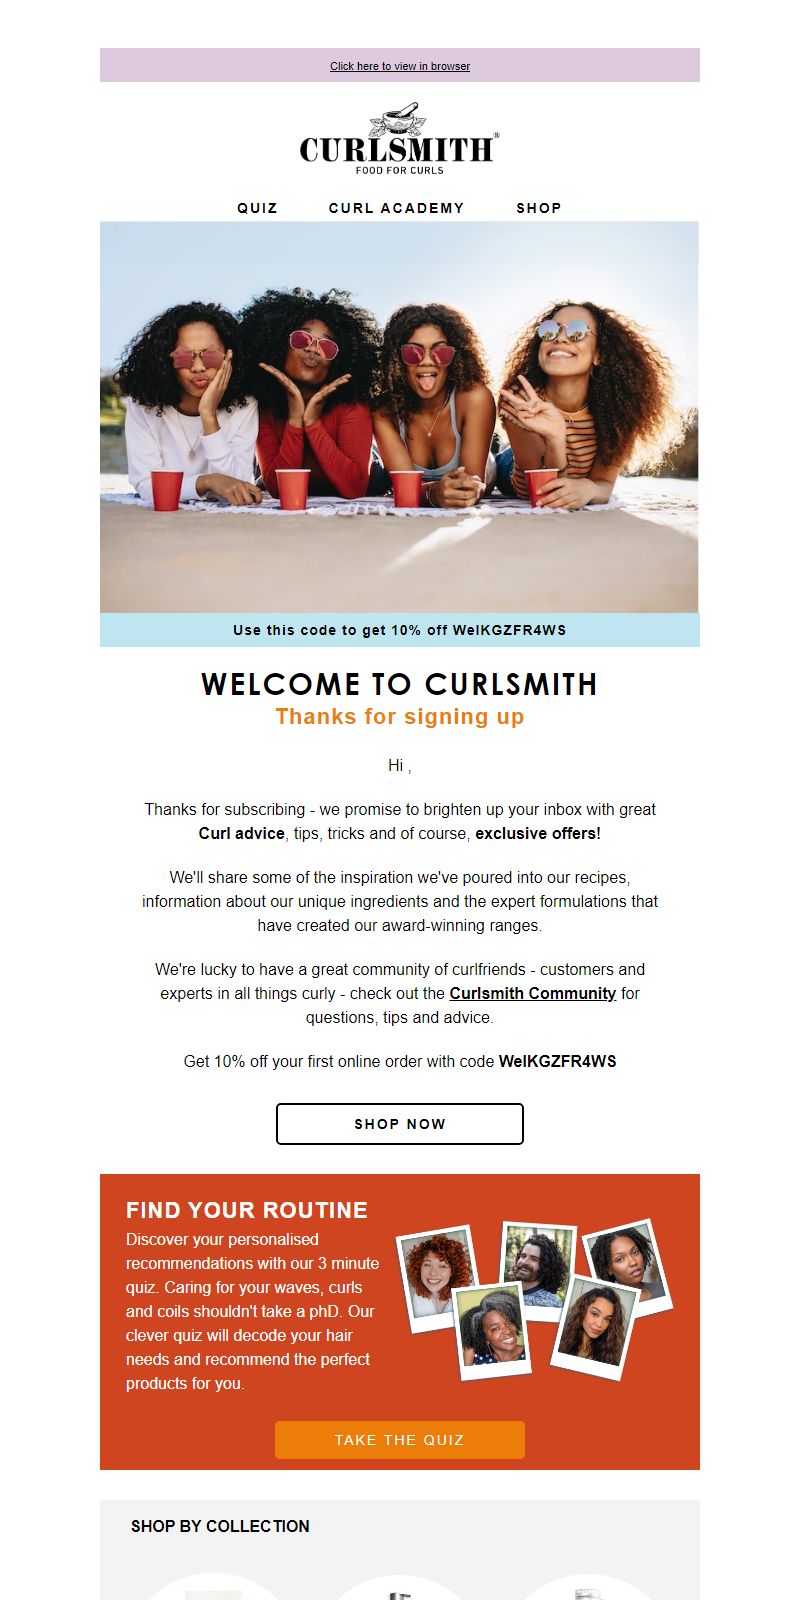 Click here to view in browser
CURLSMITH®
FOOD FOR CURLS
QUIZ CURL ACADEMY SHOP
Use this code to get 10% off WelKGZFR4WS
WELCOME TO CURLSMITH
Thanks for signing up
Hi ,
Thanks for subscribing - we promise to brighten up your inbox with great
Curl advice, tips, tricks and of course, exclusive offers!
We'll share some of the inspiration we've poured into our recipes,
information about our unique ingredients and the expert formulations that
have created our award-winning ranges.
We're lucky to have a great community of curlfriends - customers and
experts in all things curly - check out the Curlsmith Community for
questions, tips and advice.
Get 10% off your first online order with code WelKGZFR4WS
SHOP NOW
FIND YOUR ROUTINE
Discover your personalised
recommendations with our 3 minute
quiz. Caring for your waves, curls
and coils shouldn't take a phD. Our
clever quiz will decode your hair
needs and recommend the perfect
products for you.
TAKE THE QUIZ
SHOP BY COLLECTION